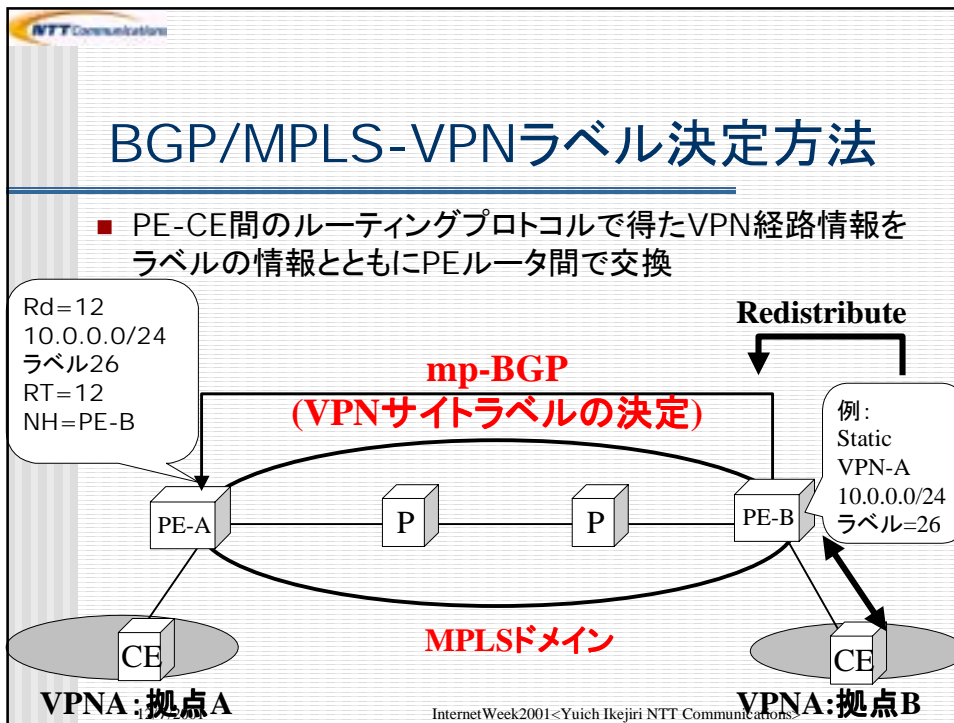 NTT Communications
BGP/MPLS-VPNラベル決定方法
PE-CE間のルーティングプロトコルで得たVPN経路情報を
ラベルの情報とともにPEルータ間で交換
Rd=12
10.0.0.0/24
ラベル26
RT=12
NH=PE-B
Redistribute
mp-BGP
(VPNサイトラベルの決定)
例:
Static
VPN-A
10.0.0.0/24
ラベル=26
PE-A
P
P
PE-B
MPLSドメイン
CE
CE
VPNA:拠点A
VPNA:拠点B
InternetWeek2001<Yuich Ikejiri NTT Communications>